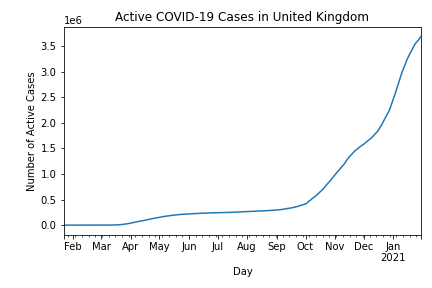 Active COVID-19 Cases in United Kingdom
1e6
3.5
3.0
2.5
2.0
1.5
1.0
0.5
0.0
Number of Active Cases
Feb Mar Apr May Jun Jul Aug Sep Oct Nov Dec Jan
2021
Day